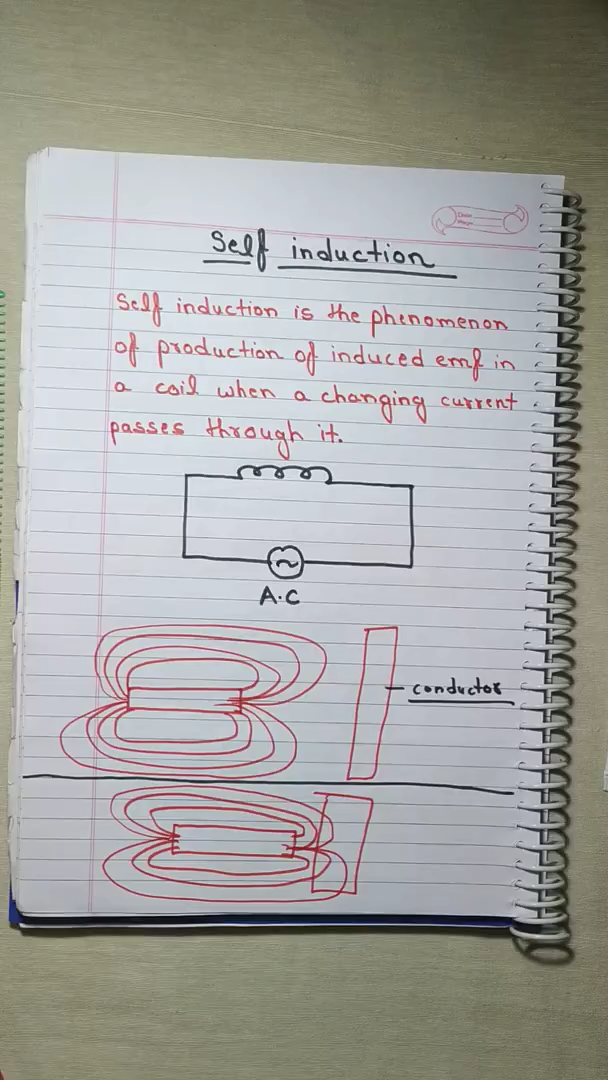 Self induction
Self induction is the phenomenon
of production of induced emf in
a coil when a changing current
passes through it.
A.C
conductor